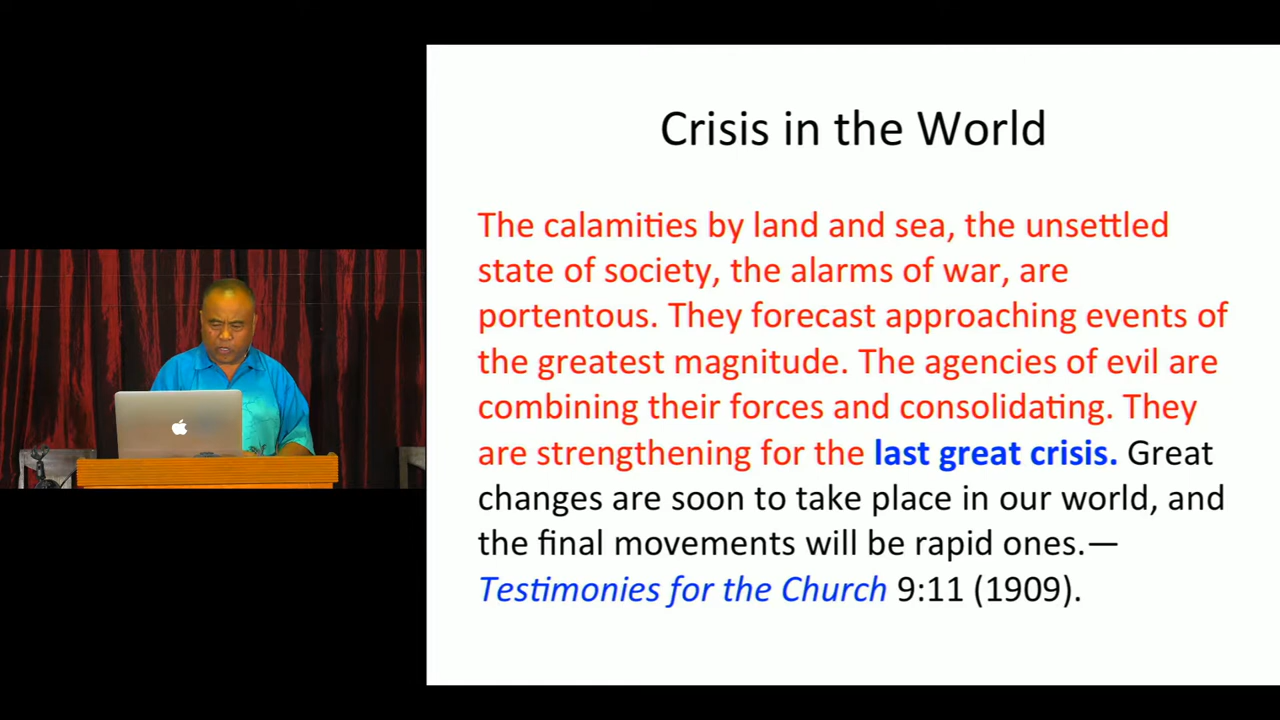 Crisis in the World
The calamities by land and sea, the unsettled
state of society, the alarms of war, are
portentous. They forecast approaching events of
the greatest magnitude. The agencies of evil are
combining their forces and consolidating. They
are strengthening for the last great crisis. Great
changes are soon to take place in our world, and
the final movements will be rapid ones.—
Testimonies for the Church 9:11 (1909).